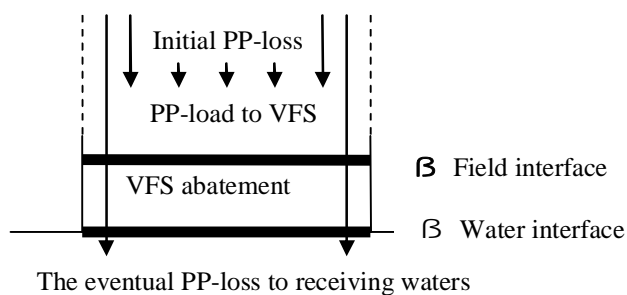 Initial PP-loss
PP-load to VFS
ß Field interface
VFS abatement
ß Water interface
The eventual PP-loss to receiving waters